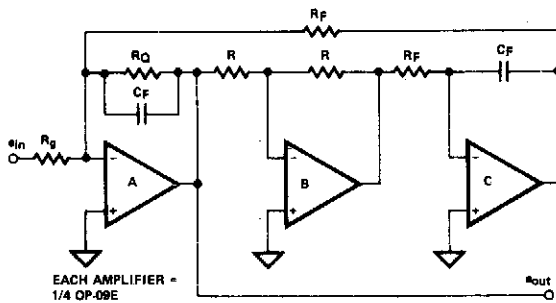 RF
RQ
R
R
RF
CF
CF
ein
Rg
−
A
+
−
B
+
−
C
+
EACH AMPLIFIER =
1/4 OP-09E
eout